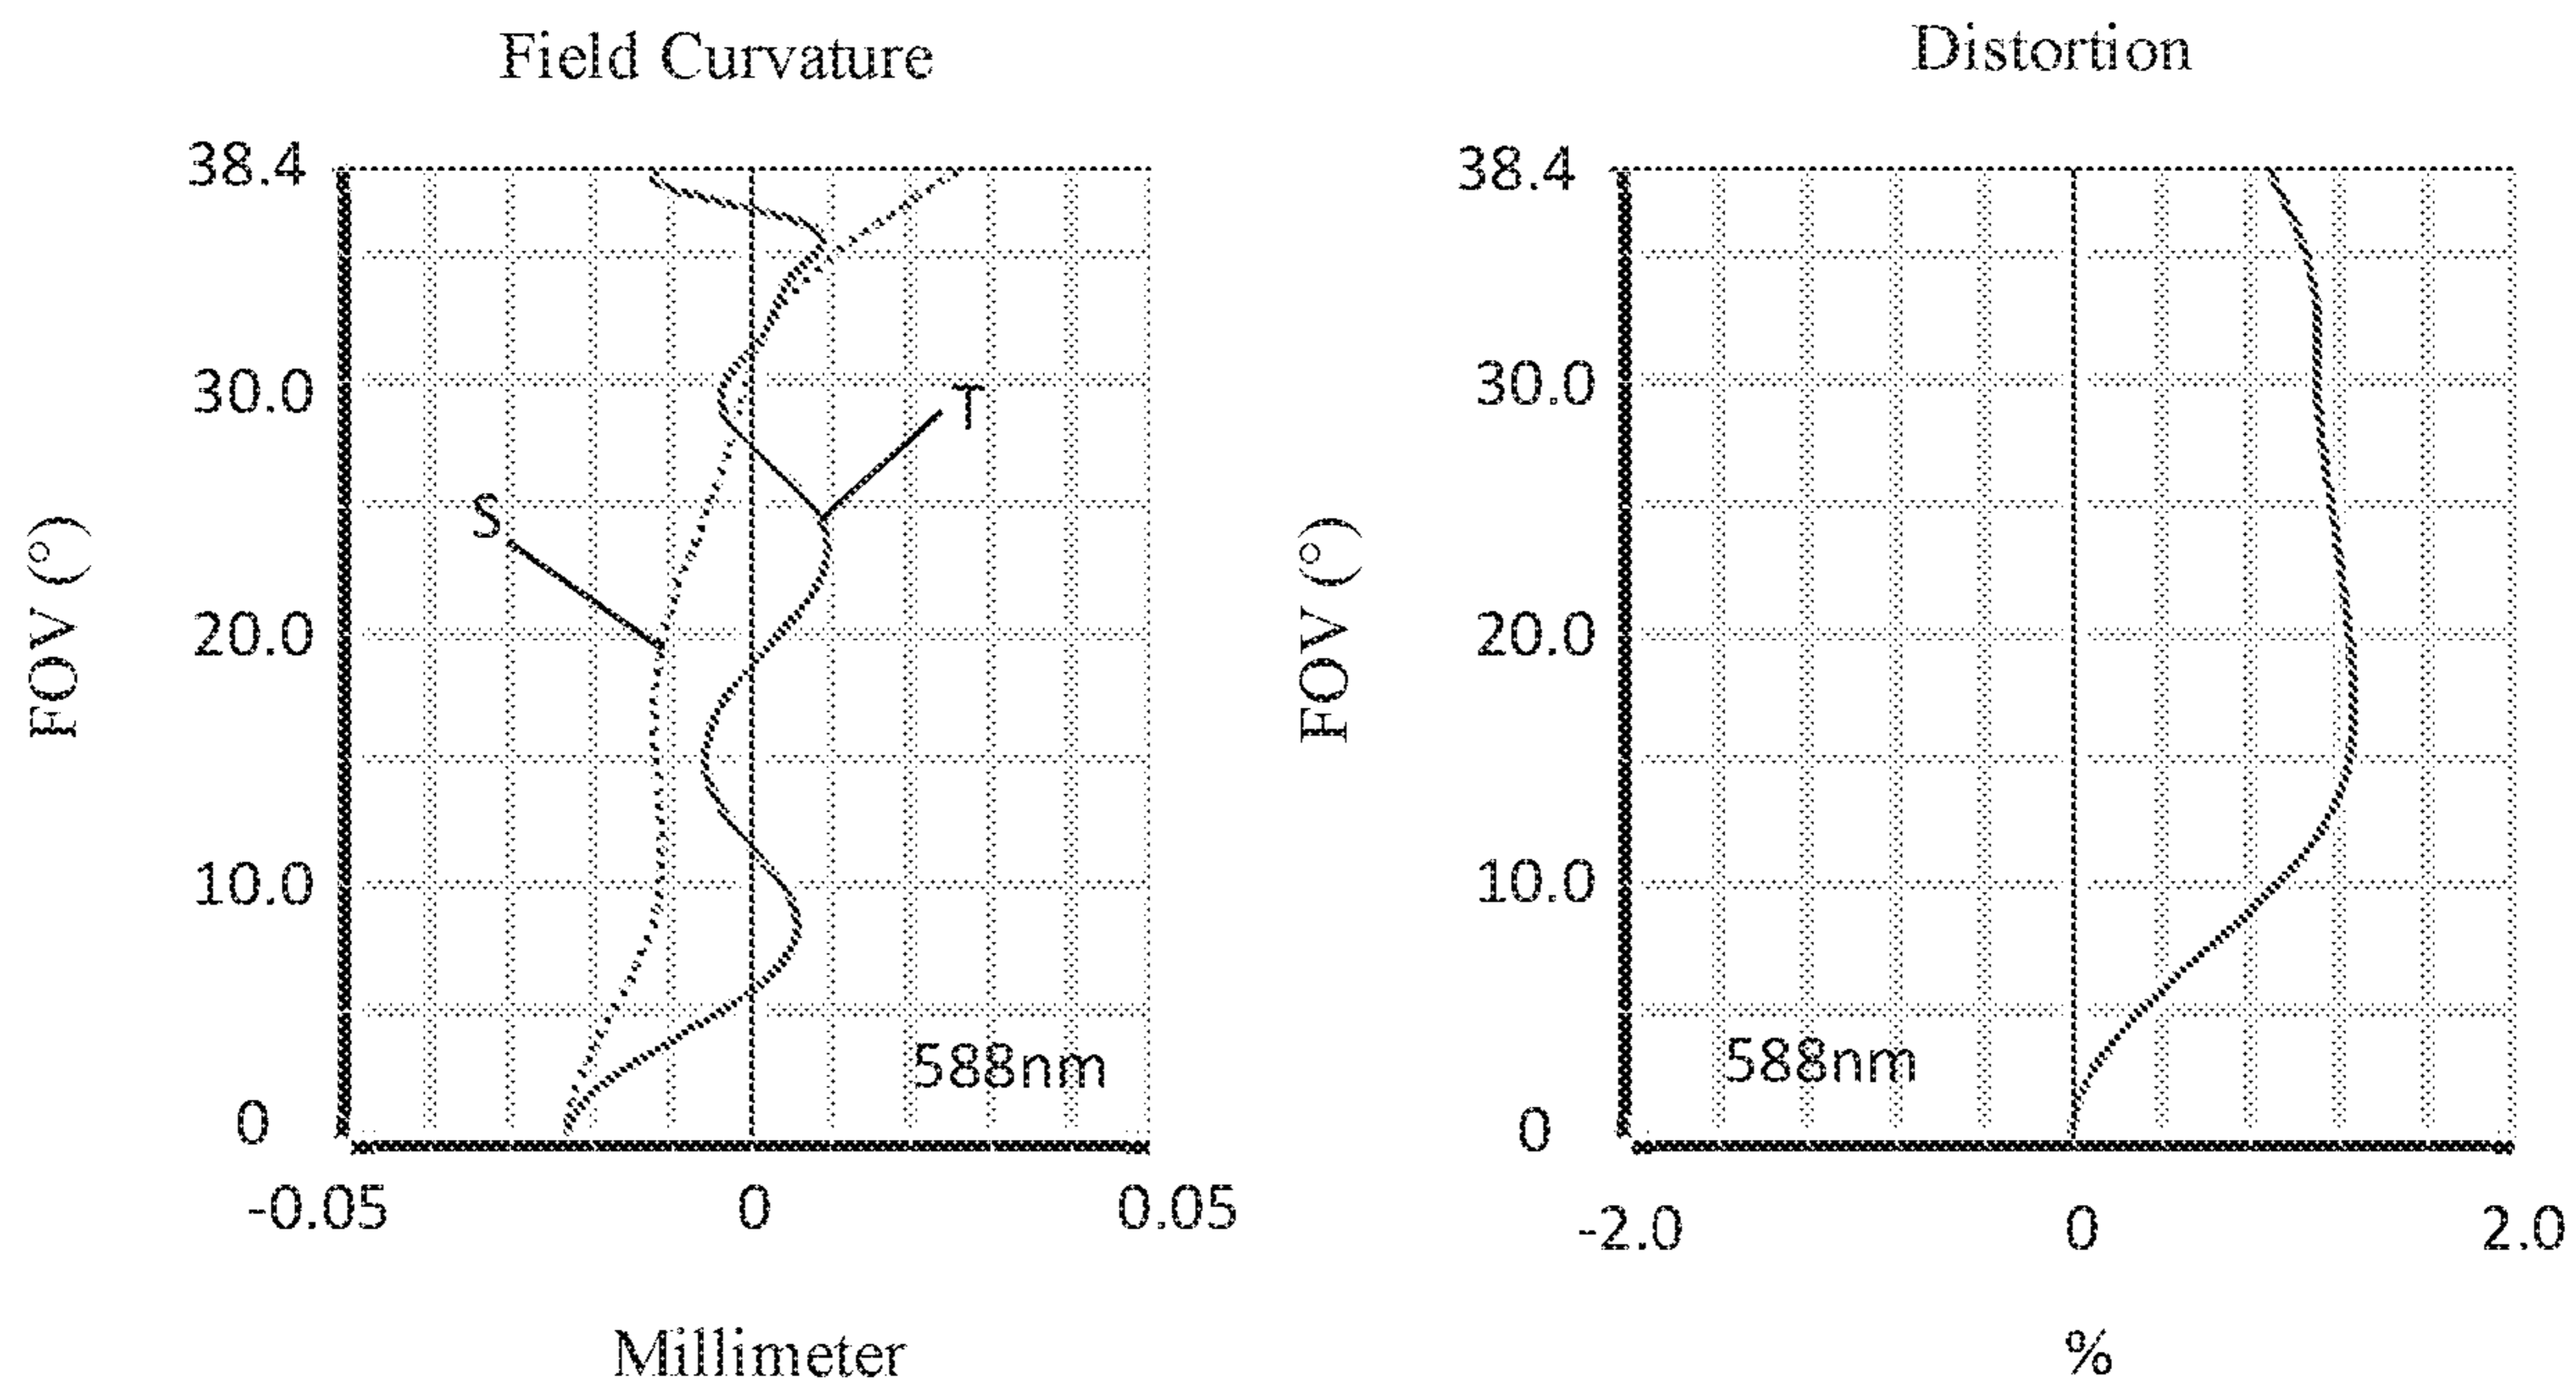 Field Curvature
38.4
30.0
20.0
10.0
0
FOV (°)
S
T
588nm
-0.05
0
0.05
Millimeter
Distortion
38.4
30.0
20.0
10.0
0
FOV (°)
588nm
-2.0
0
2.0
%